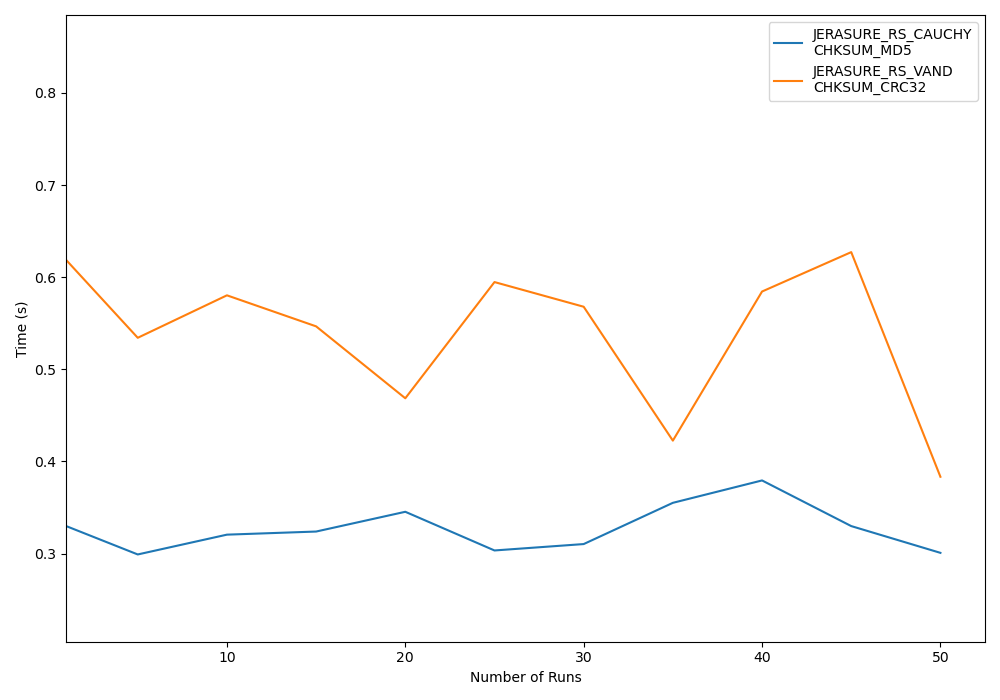 JERASURE_RS_CAUCHY
CHKSUM_MD5
JERASURE_RS_VAND
CHKSUM_CRC32
0.8
0.7
0.6
0.5
0.4
0.3
Time (s)
10 20 30 40 50
Number of Runs